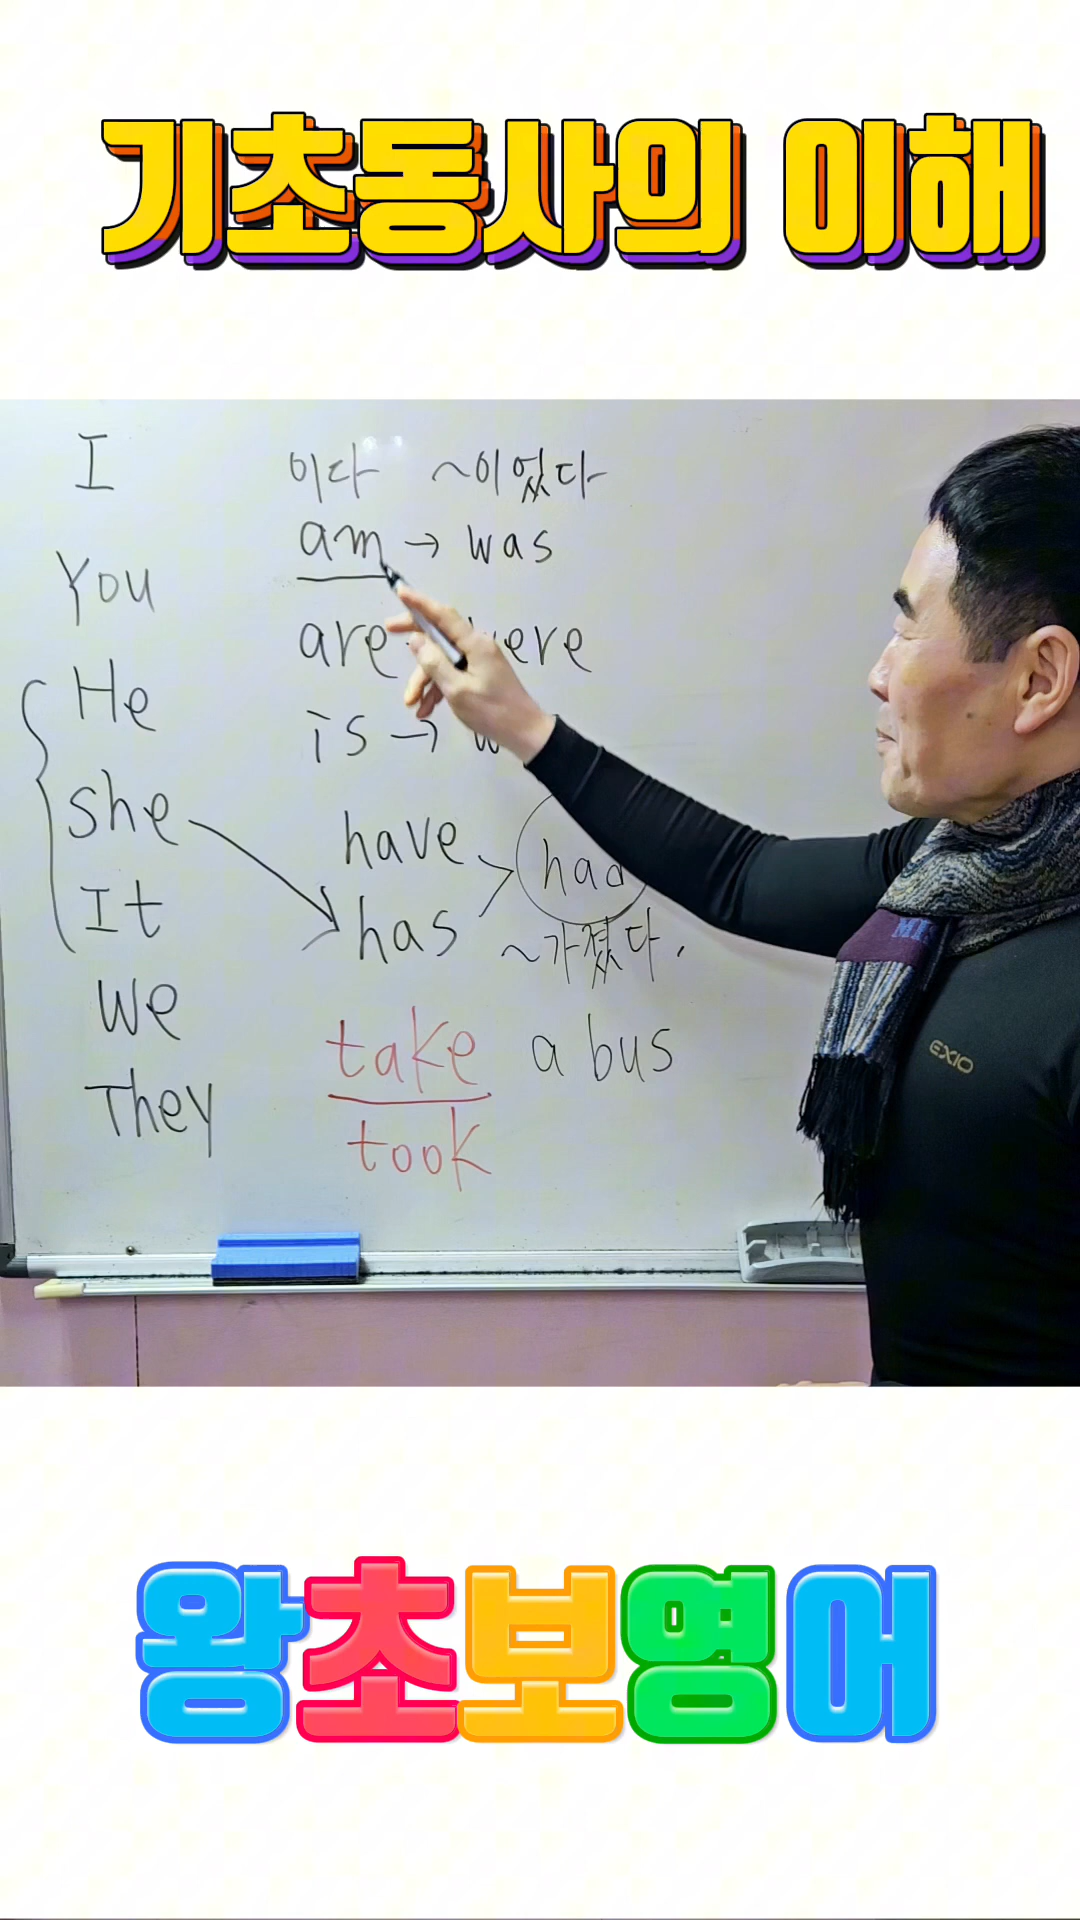 기초동사의 이해
I
이다 ~이었다
am → was
You
are were
He
is → w
she
have
had
It
has
~가졌다.
We
take a bus
They
took
EXIO
왕초보영어